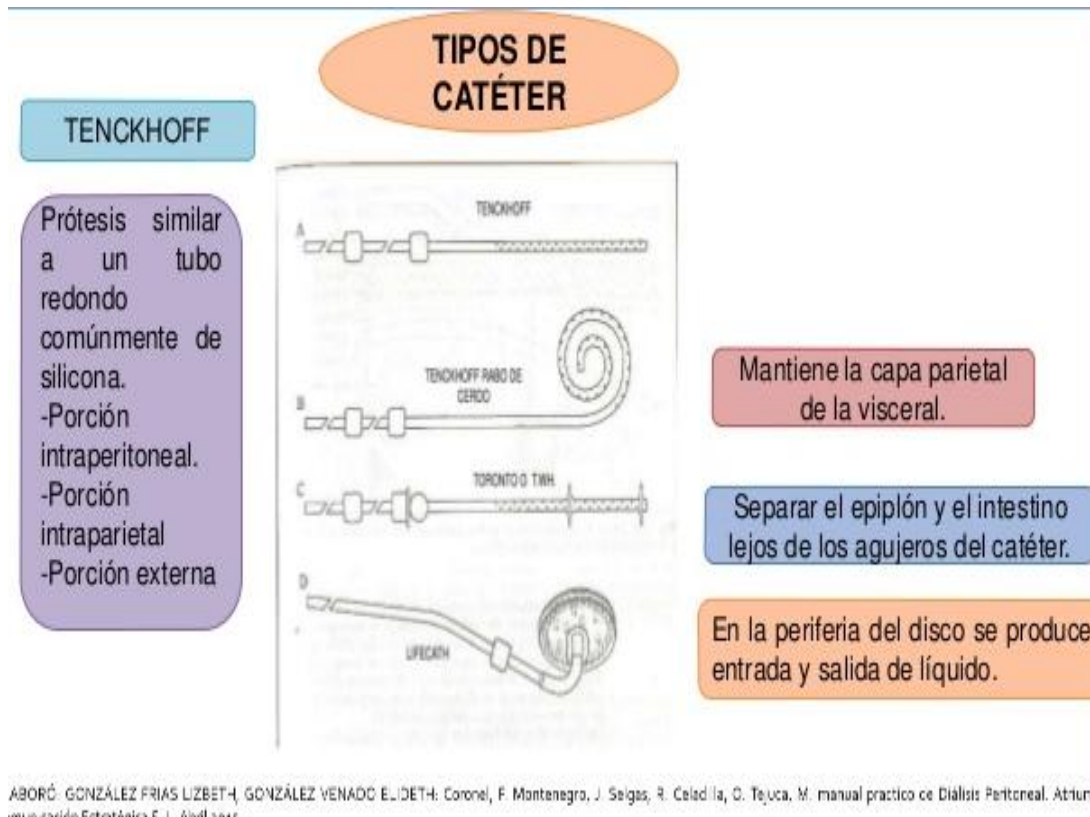 TIPOS DE
CATÉTER
TENCKHOFF
Prótesis similar
a un tubo
redondo
comúnmente de
silicona.
-Porción
intraperitoneal.
-Porción
intraparietal
-Porción externa
TENCKHOFF
A
TENCKHOFF RABO DE
CERDO
B
TORONTO O T.W.H.
C
D
LIFECATH
Mantiene la capa parietal
de la visceral.
Separar el epiplón y el intestino
lejos de los agujeros del catéter.
En la periferia del disco se produce
entrada y salida de líquido.
ABORÓ: GONZÁLEZ FRIAS LIZBETH, GONZÁLEZ VENADO ELIDETH: Coronel, F. Montenegro, J. Selgas, R. Celadilla, O. Tejuca, M. manual practico de Diálisis Peritoneal. Atrium
Estratégica S. L. Abril